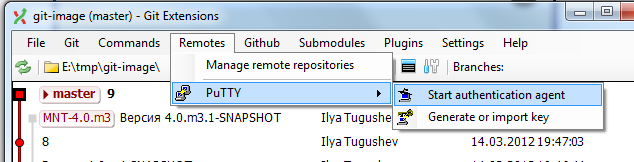 git-image (master) - Git Extensions
File Git Commands Remotes Github Submodules Plugins Settings Help
E:\tmp\git-image\ Manage remote repositories Branches:
master 9 PuTTY Start authentication agent
MNT-4.0.m3 Версия 4.0.m3.1-SNAPSHOT Ilya Tugushev Generate or import key
8 Ilya Tugushev 14.03.2012 19:47:03